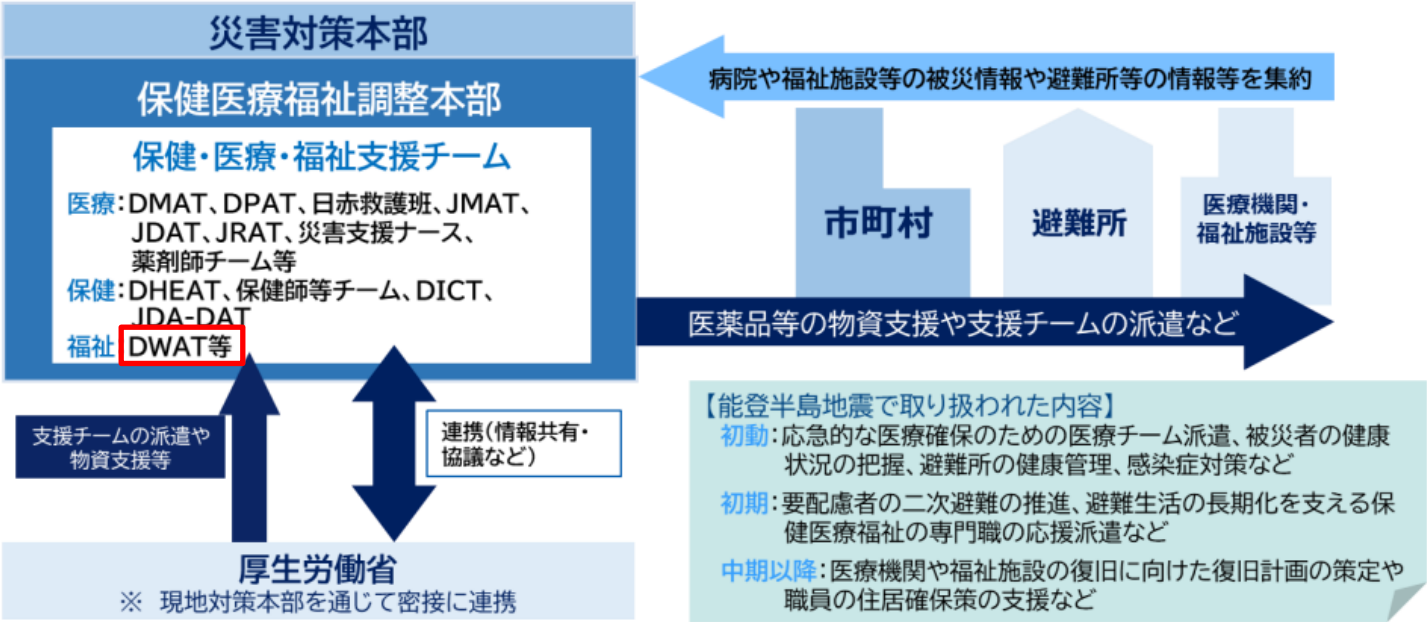 災害対策本部
保健医療福祉調整本部
保健・医療・福祉支援チーム
医療：DMAT、DPAT、日赤救護班、JMAT、
JDAT、JRAT、災害支援ナース、
薬剤師チーム等
保健：DHEAT、保健師等チーム、DICT、
JDA-DAT
福祉 DWAT等
支援チームの派遣や
物資支援等
連携（情報共有・
協議など）
厚生労働省
※ 現地対策本部を通じて密接に連携
病院や福祉施設等の被災情報や避難所等の情報等を集約
市町村
避難所
医療機関・
福祉施設等
医薬品等の物資支援や支援チームの派遣など
【能登半島地震で取り扱われた内容】
初動：応急的な医療確保のための医療チーム派遣、被災者の健康
状況の把握、避難所の健康管理、感染症対策など
初期：要配慮者の二次避難の推進、避難生活の長期化を支える保
健医療福祉の専門職の応援派遣など
中期以降：医療機関や福祉施設の復旧に向けた復旧計画の策定や
職員の住居確保策の支援など